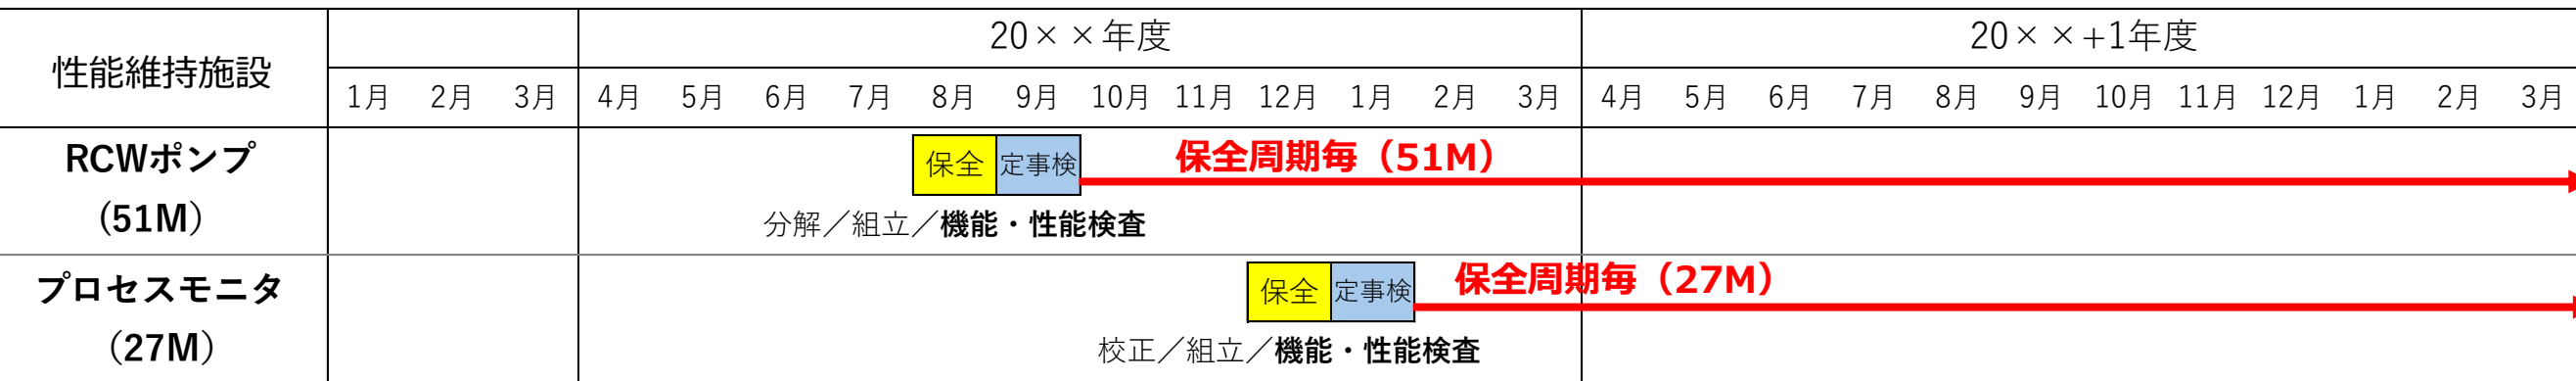 性能維持施設
20××年度
20××+1年度
1月 2月 3月 4月 5月 6月 7月 8月 9月 10月 11月 12月 1月 2月 3月 4月 5月 6月 7月 8月 9月 10月 11月 12月 1月 2月 3月
RCWポンプ
(51M)
保全 定事検
保全周期毎（51M）
分解／組立／機能・性能検査
プロセスモニタ
(27M)
保全 定事検
保全周期毎（27M）
校正／組立／機能・性能検査